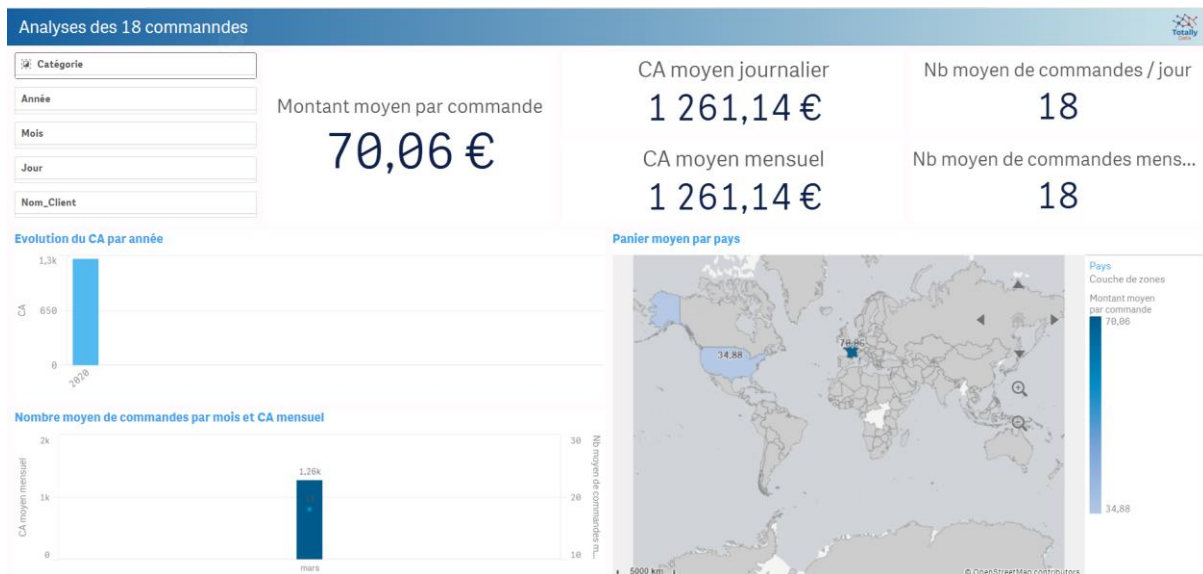 Analyses des 18 commanndes
Totally
Catégorie
Année
Mois
Jour
Nom_Client
Montant moyen par commande
70,06 €
CA moyen journalier
1 261,14 €
Nb moyen de commandes / jour
18
CA moyen mensuel
1 261,14 €
Nb moyen de commandes mens...
18
Evolution du CA par année
1,3k
650
0
CA
2020
Nombre moyen de commandes par mois et CA mensuel
2k
1k
0
CA moyen mensuel
1,26k
mars
30
20
10
Nb moyen de commandes m...
Panier moyen par pays
34.88
70.06
5000 km
© OpenStreetMap contributors
Pays
Couche de zones
Montant moyen
par commande
70,06
34,88